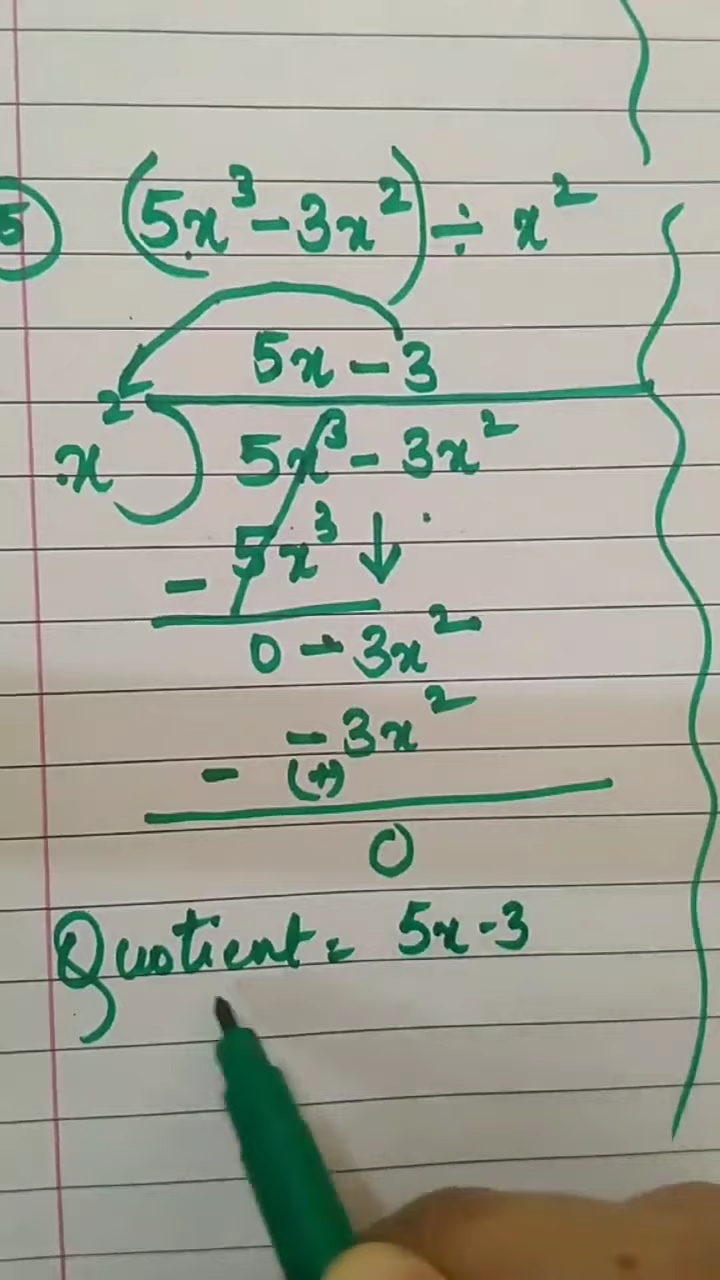 5 (5x³ - 3x²) ÷ x²
5x - 3
x² ) 5x³ - 3x²
- 5x³ ↓
0 - 3x²
- 3x²
- (+)
0
Quotient = 5x - 3